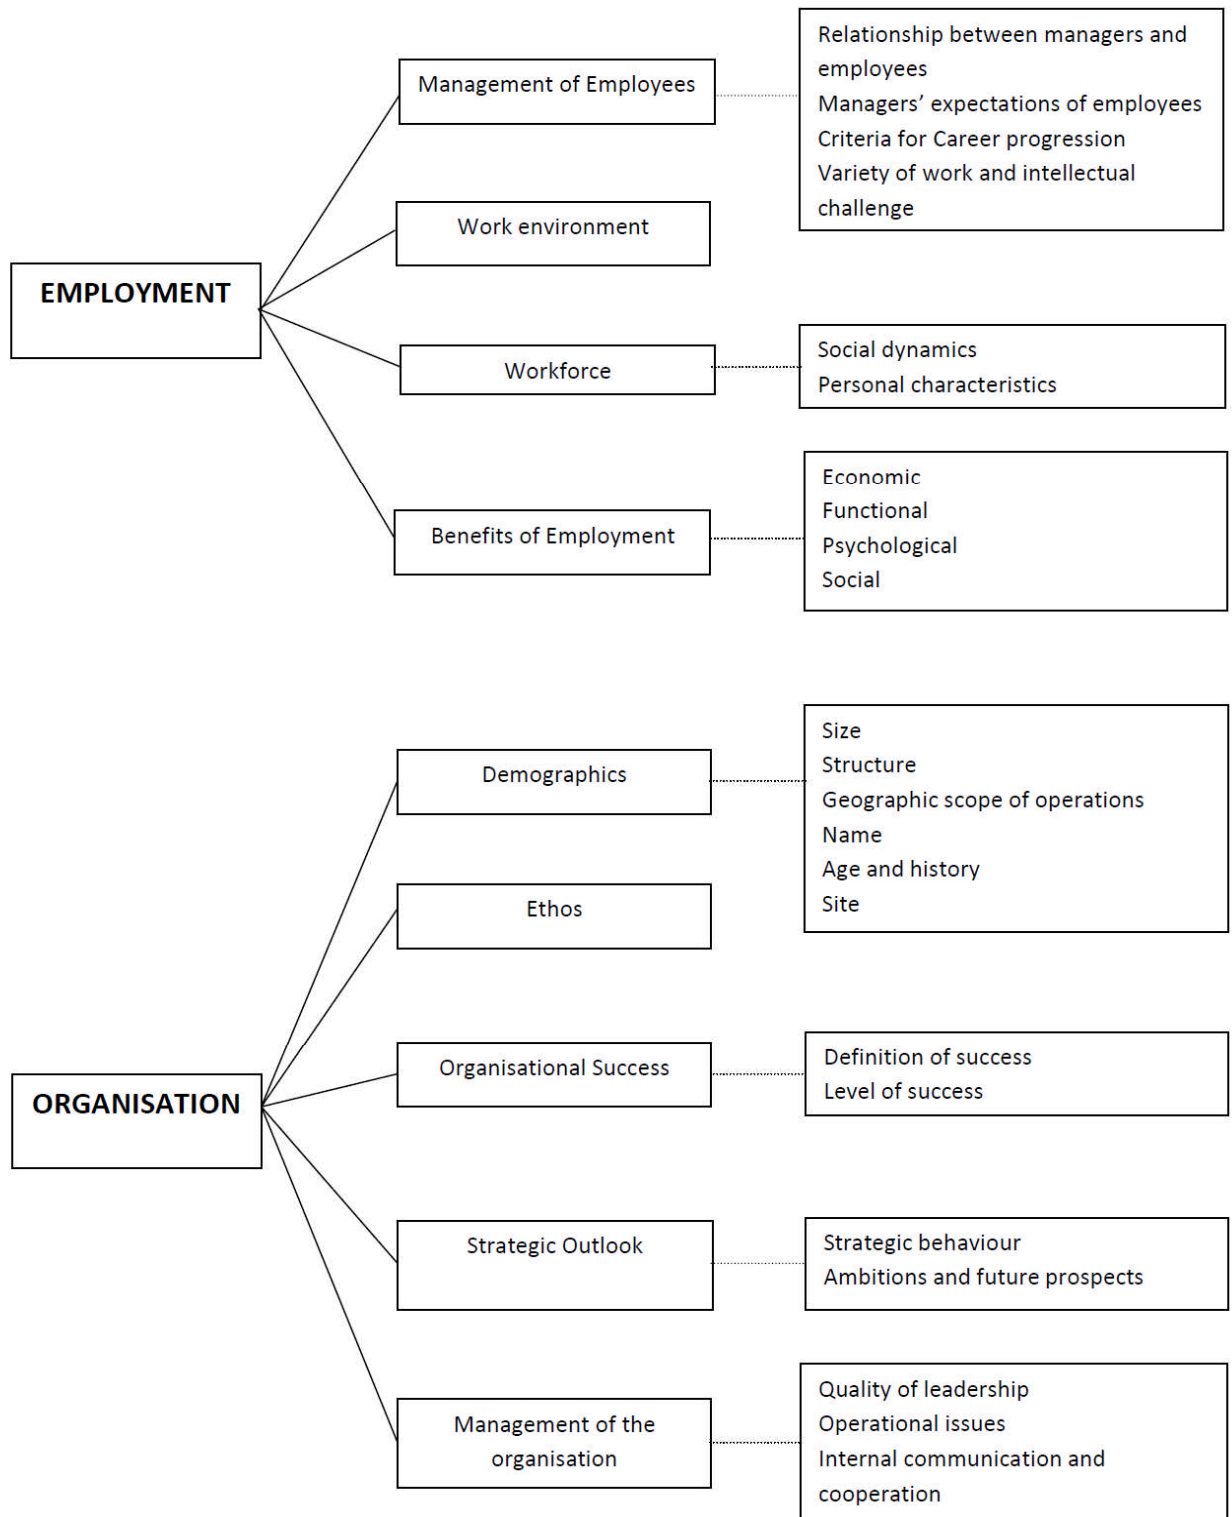 EMPLOYMENT
Management of Employees
Relationship between managers and
employees
Managers’ expectations of employees
Criteria for Career progression
Variety of work and intellectual
challenge
Work environment
Workforce
Social dynamics
Personal characteristics
Benefits of Employment
Economic
Functional
Psychological
Social
ORGANISATION
Demographics
Size
Structure
Geographic scope of operations
Name
Age and history
Site
Ethos
Organisational Success
Definition of success
Level of success
Strategic Outlook
Strategic behaviour
Ambitions and future prospects
Management of the
organisation
Quality of leadership
Operational issues
Internal communication and
cooperation